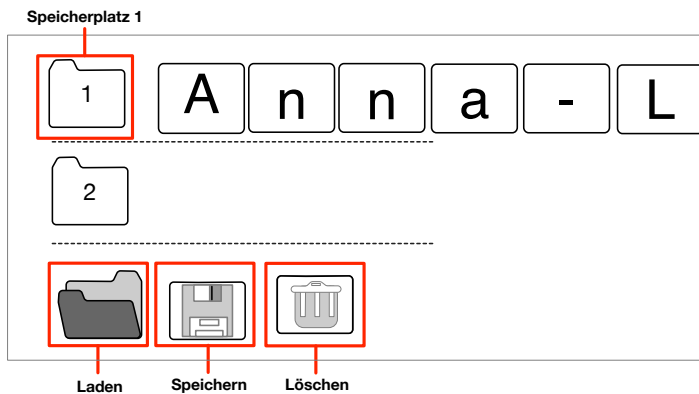 Speicherplatz 1
1 A n n a - L
2
Laden Speichern Löschen